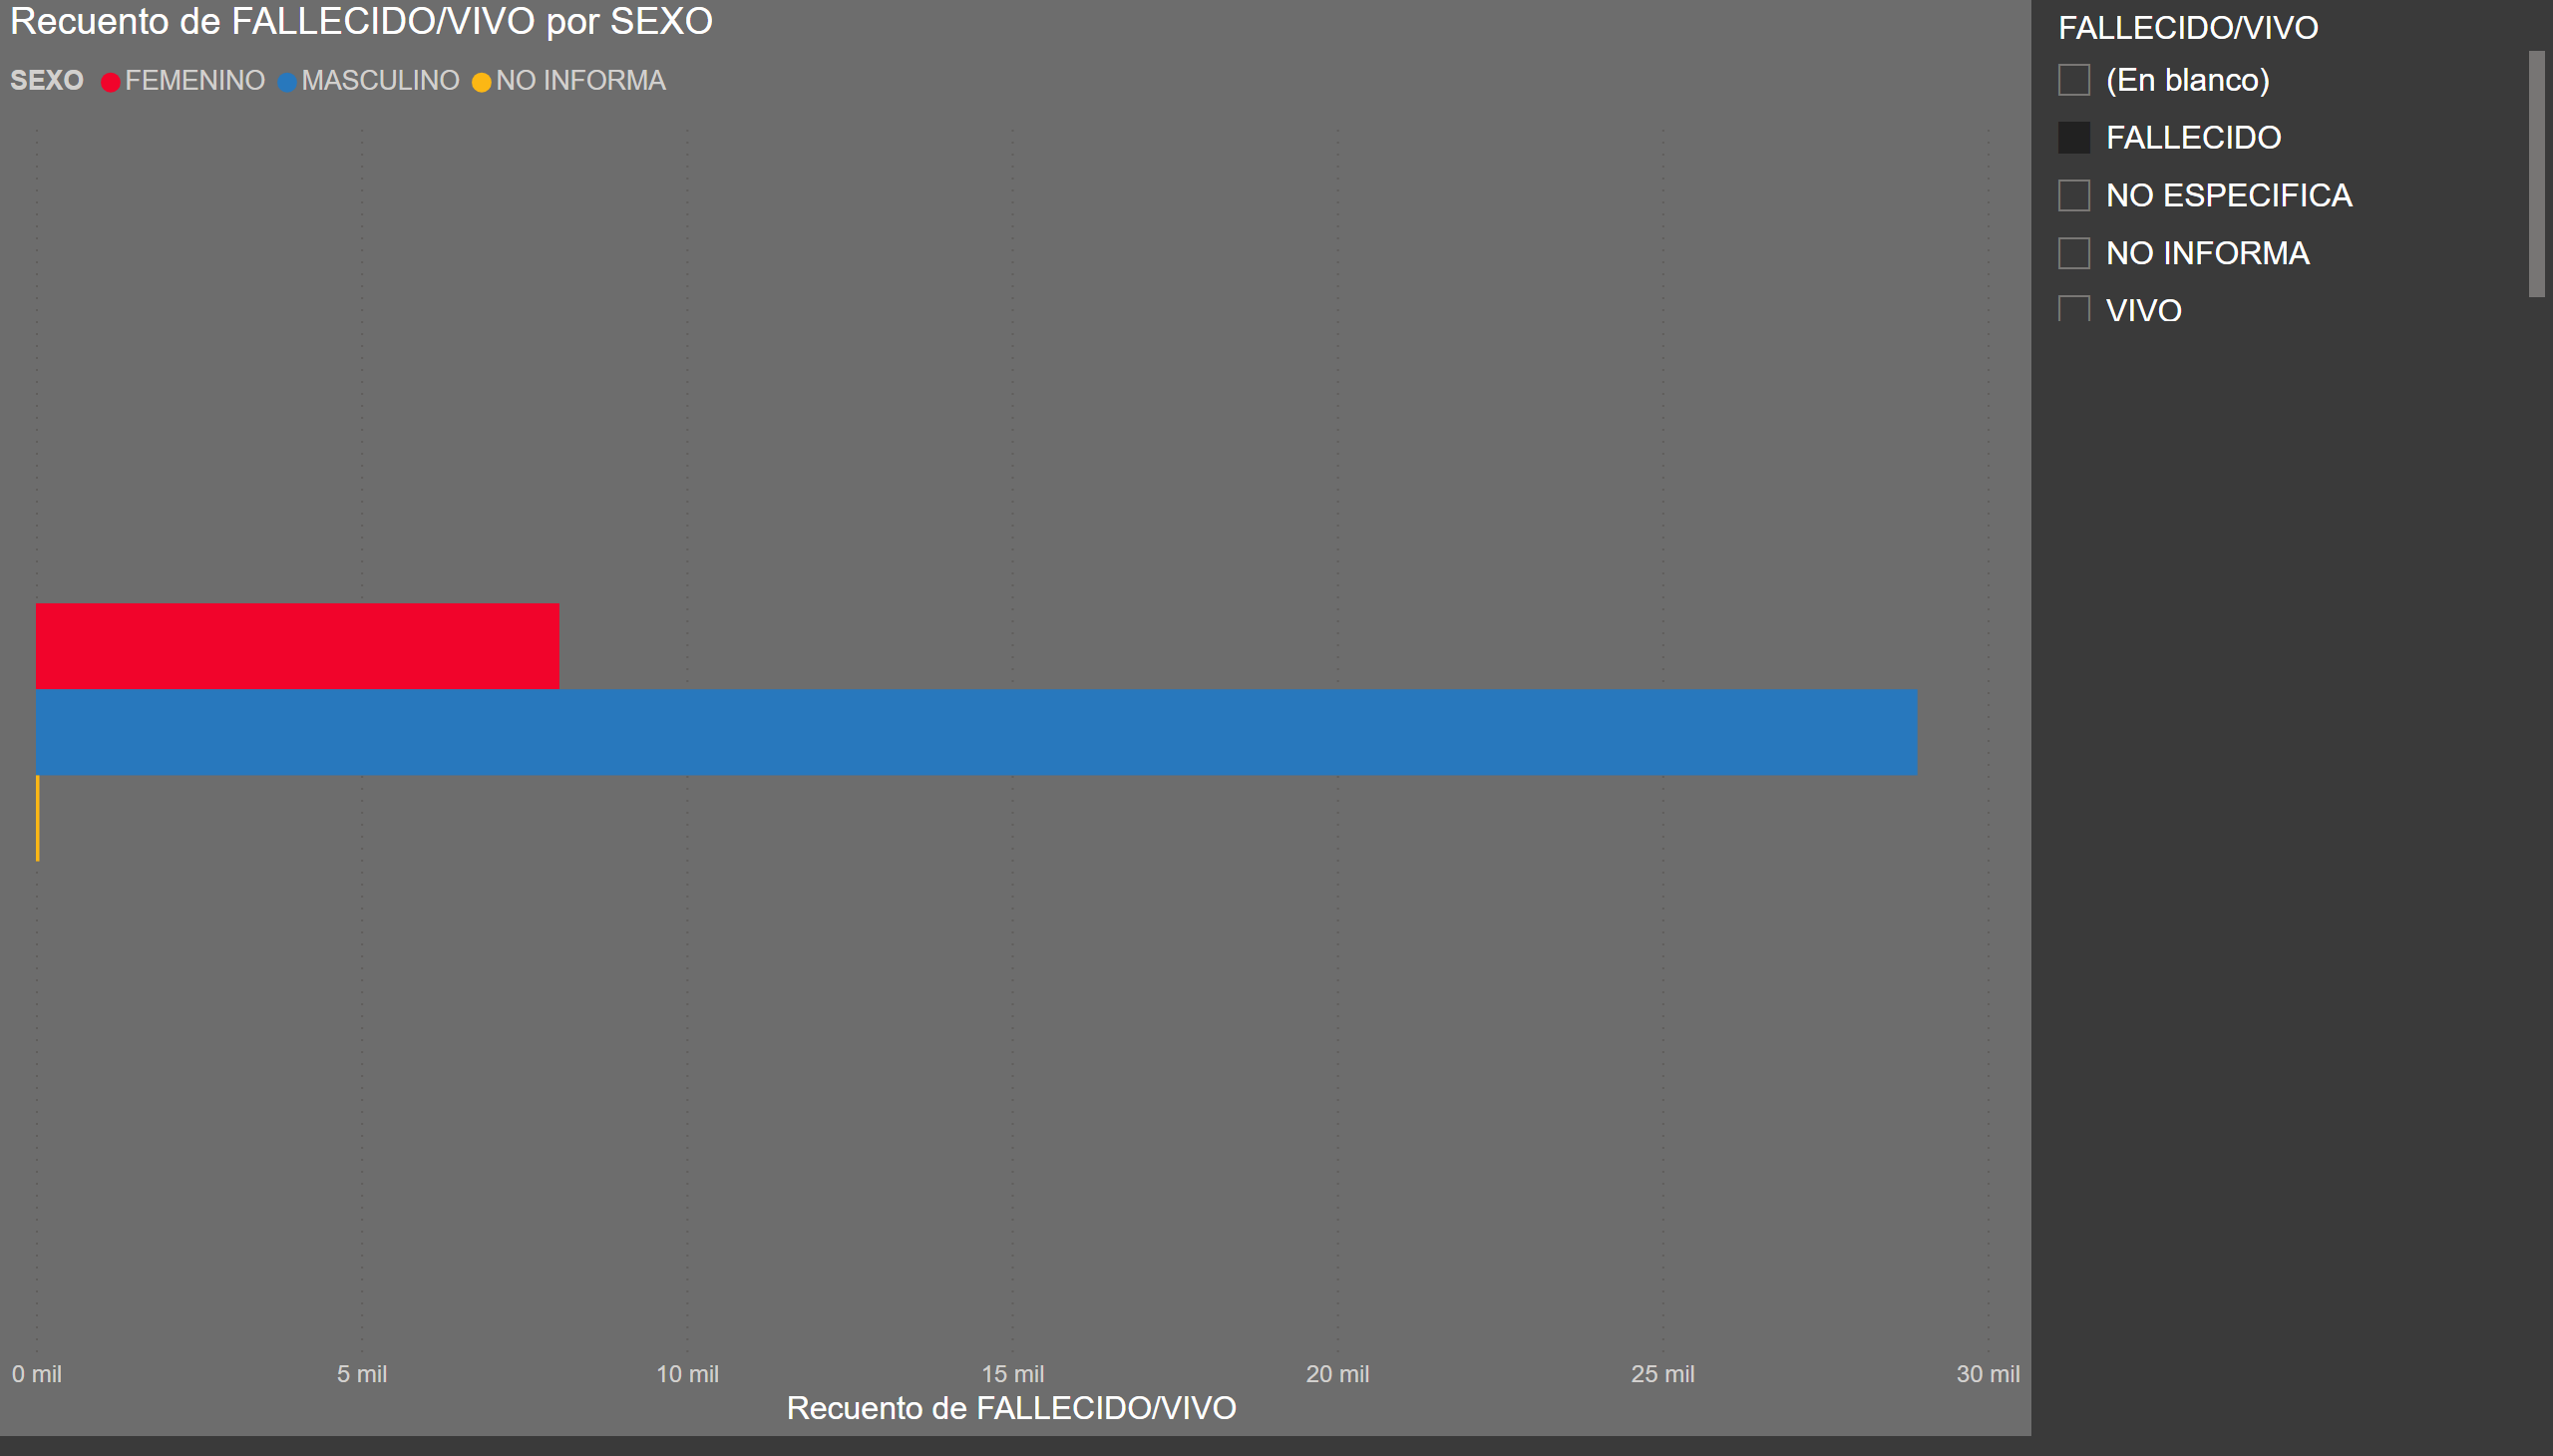 Recuento de FALLECIDO/VIVO por SEXO
SEXO FEMENINO MASCULINO NO INFORMA
0 mil 5 mil 10 mil 15 mil 20 mil 25 mil 30 mil
Recuento de FALLECIDO/VIVO
FALLECIDO/VIVO
(En blanco)
FALLECIDO
NO ESPECIFICA
NO INFORMA
VIVO